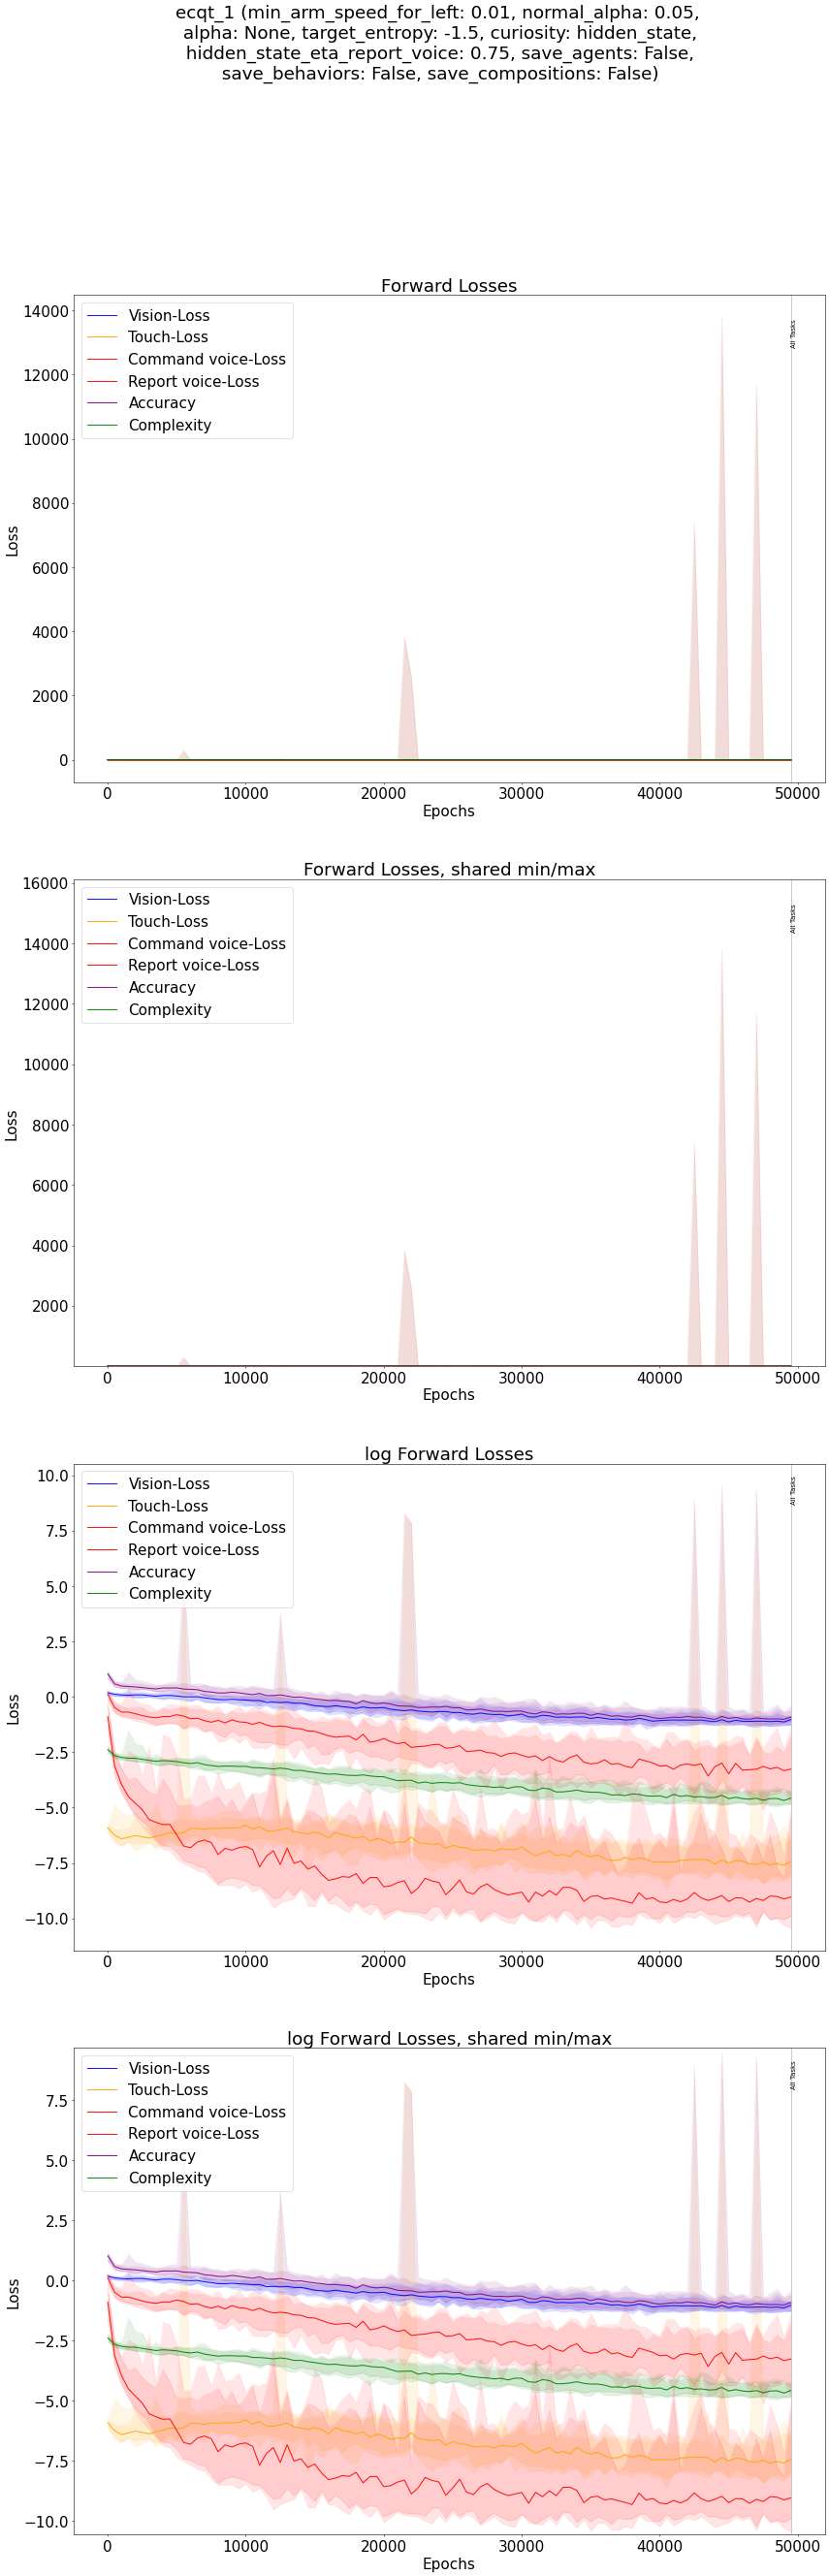 ecqt_1 (min_arm_speed_for_left: 0.01, normal_alpha: 0.05,
alpha: None, target_entropy: -1.5, curiosity: hidden_state,
hidden_state_eta_report_voice: 0.75, save_agents: False,
save_behaviors: False, save_compositions: False)
Forward Losses
14000
12000
10000
8000
6000
4000
2000
0
Loss
Vision-Loss
Touch-Loss
Command voice-Loss
Report voice-Loss
Accuracy
Complexity
All Tasks
0 10000 20000 30000 40000 50000
Epochs
Forward Losses, shared min/max
16000
14000
12000
10000
8000
6000
4000
2000
Loss
Vision-Loss
Touch-Loss
Command voice-Loss
Report voice-Loss
Accuracy
Complexity
All Tasks
0 10000 20000 30000 40000 50000
Epochs
log Forward Losses
10.0
7.5
5.0
2.5
0.0
−2.5
−5.0
−7.5
−10.0
Loss
Vision-Loss
Touch-Loss
Command voice-Loss
Report voice-Loss
Accuracy
Complexity
All Tasks
0 10000 20000 30000 40000 50000
Epochs
log Forward Losses, shared min/max
7.5
5.0
2.5
0.0
−2.5
−5.0
−7.5
−10.0
Loss
Vision-Loss
Touch-Loss
Command voice-Loss
Report voice-Loss
Accuracy
Complexity
All Tasks
0 10000 20000 30000 40000 50000
Epochs